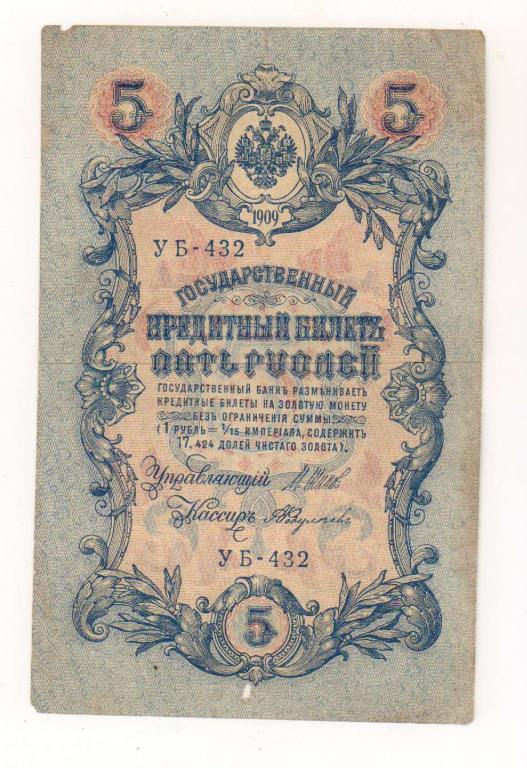 5 5
1909
УБ-432
ГОСУДАРСТВЕННЫЙ
КРЕДИТНЫЙ БИЛЕТЪ
ПЯТЬ РУБЛЕЙ
ГОСУДАРСТВЕННЫЙ БАНКЪ РАЗМѢНИВАЕТЪ
КРЕДИТНЫЕ БИЛЕТЫ НА ЗОЛОТУЮ МОНЕТУ
БЕЗЪ ОГРАНИЧЕНІЯ СУММЫ
(1 РУБЛЬ = 1/15 ИМПЕРІАЛА, СОДЕРЖИТЪ
17,424 ДОЛЕЙ ЧИСТАГО ЗОЛОТА).
Управляющій
Кассиръ
УБ-432
5